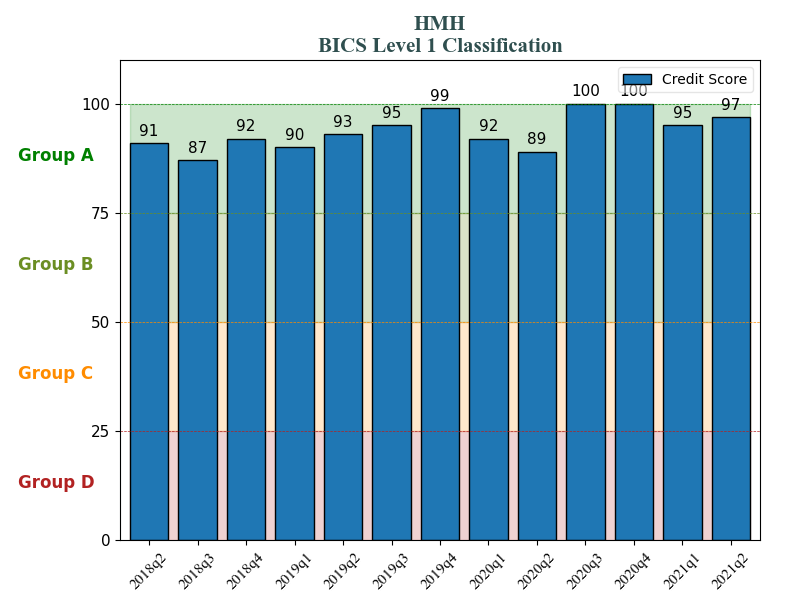 HMH
BICS Level 1 Classification
Credit Score
91 87 92 90 93 95 99 92 89 100 100 95 97
100
Group A
75
Group B
50
Group C
25
Group D
0
2018q2 2018q3 2018q4 2019q1 2019q2 2019q3 2019q4 2020q1 2020q2 2020q3 2020q4 2021q1 2021q2